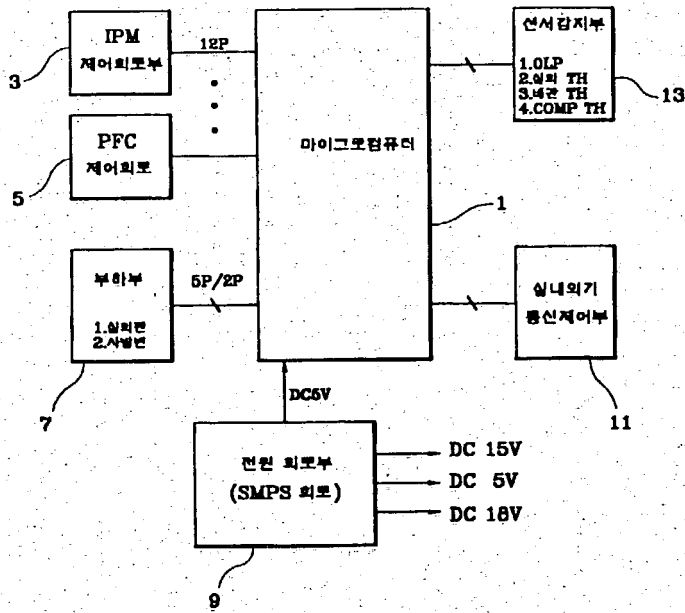 IPM
제어회로부
3
12P
PFC
제어회로
5
마이크로컴퓨터
1
센서감지부
1.OLP
2.실외 TH
3.배관 TH
4.COMP TH
13
부하부
1.실외팬
2.사방변
7
5P/2P
실내외기
통신제어부
11
DC5V
전원 회로부
(SMPS 회로)
9
DC 15V
DC 5V
DC 18V